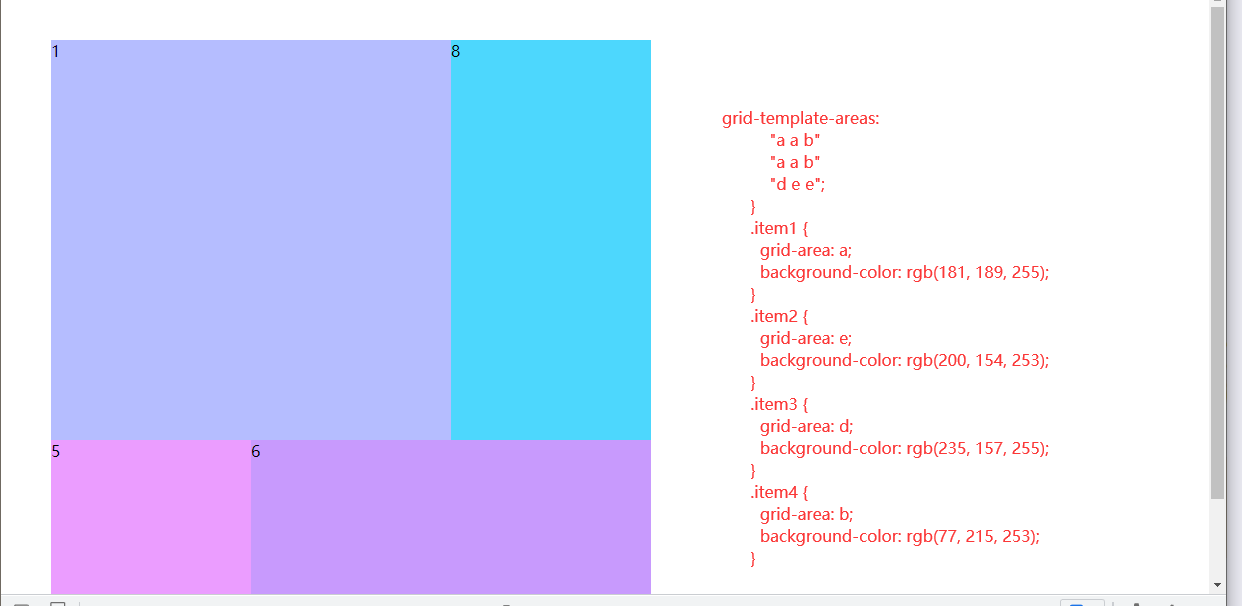 1
8
5
6
grid-template-areas:
"a a b"
"a a b"
"d e e";
}
.item1 {
grid-area: a;
background-color: rgb(181, 189, 255);
}
.item2 {
grid-area: e;
background-color: rgb(200, 154, 253);
}
.item3 {
grid-area: d;
background-color: rgb(235, 157, 255);
}
.item4 {
grid-area: b;
background-color: rgb(77, 215, 253);
}